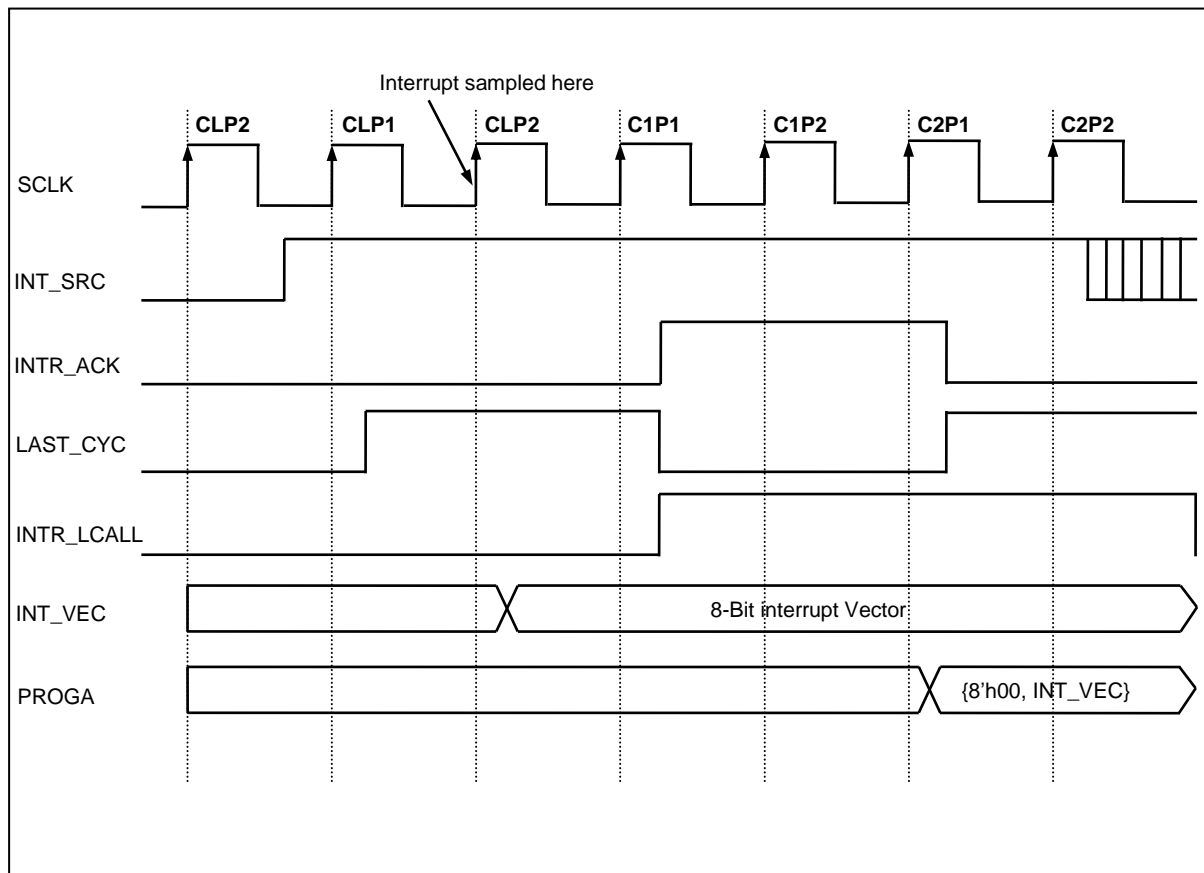 Interrupt sampled here
CLP2 CLP1 CLP2 C1P1 C1P2 C2P1 C2P2
SCLK
INT_SRC
INTR_ACK
LAST_CYC
INTR_LCALL
INT_VEC 8-Bit interrupt Vector
PROGA {8'h00, INT_VEC}